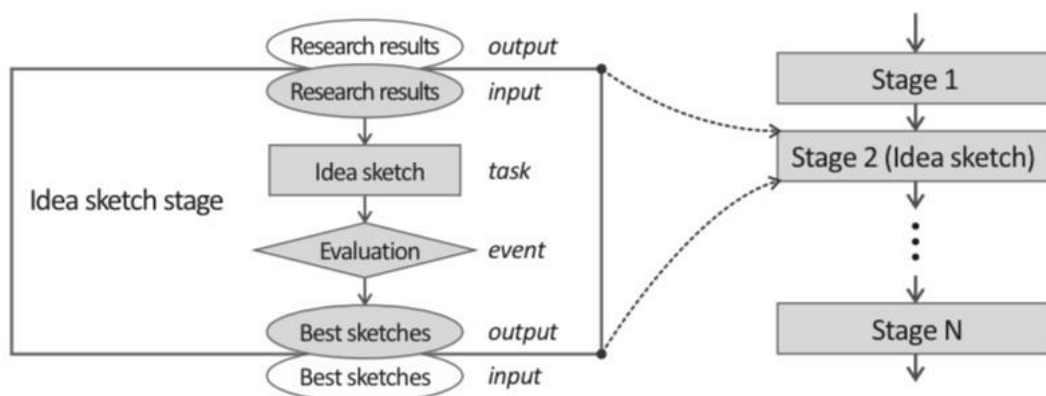 Research results output
Research results input
Idea sketch task
Idea sketch stage
Evaluation event
Best sketches output
Best sketches input
Stage 1
Stage 2 (Idea sketch)
Stage N